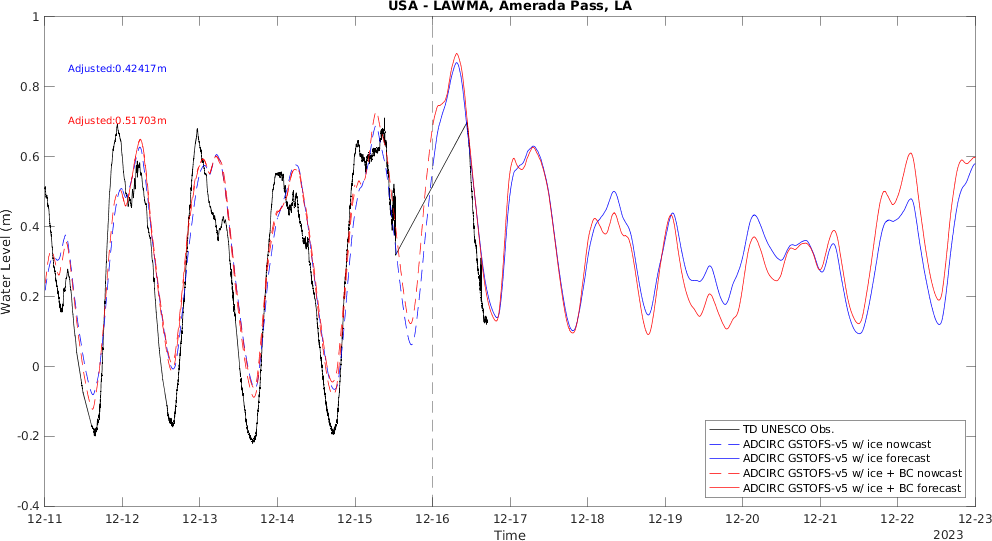 USA - LAWMA, Amerada Pass, LA
1
0.8
0.6
0.4
0.2
0
-0.2
-0.4
Water Level (m)
Adjusted:0.42417m
Adjusted:0.51703m
TD UNESCO Obs.
ADCIRC GSTOFS-v5 w/ ice nowcast
ADCIRC GSTOFS-v5 w/ ice forecast
ADCIRC GSTOFS-v5 w/ ice + BC nowcast
ADCIRC GSTOFS-v5 w/ ice + BC forecast
12-11 12-12 12-13 12-14 12-15 12-16 12-17 12-18 12-19 12-20 12-21 12-22 12-23
Time
2023